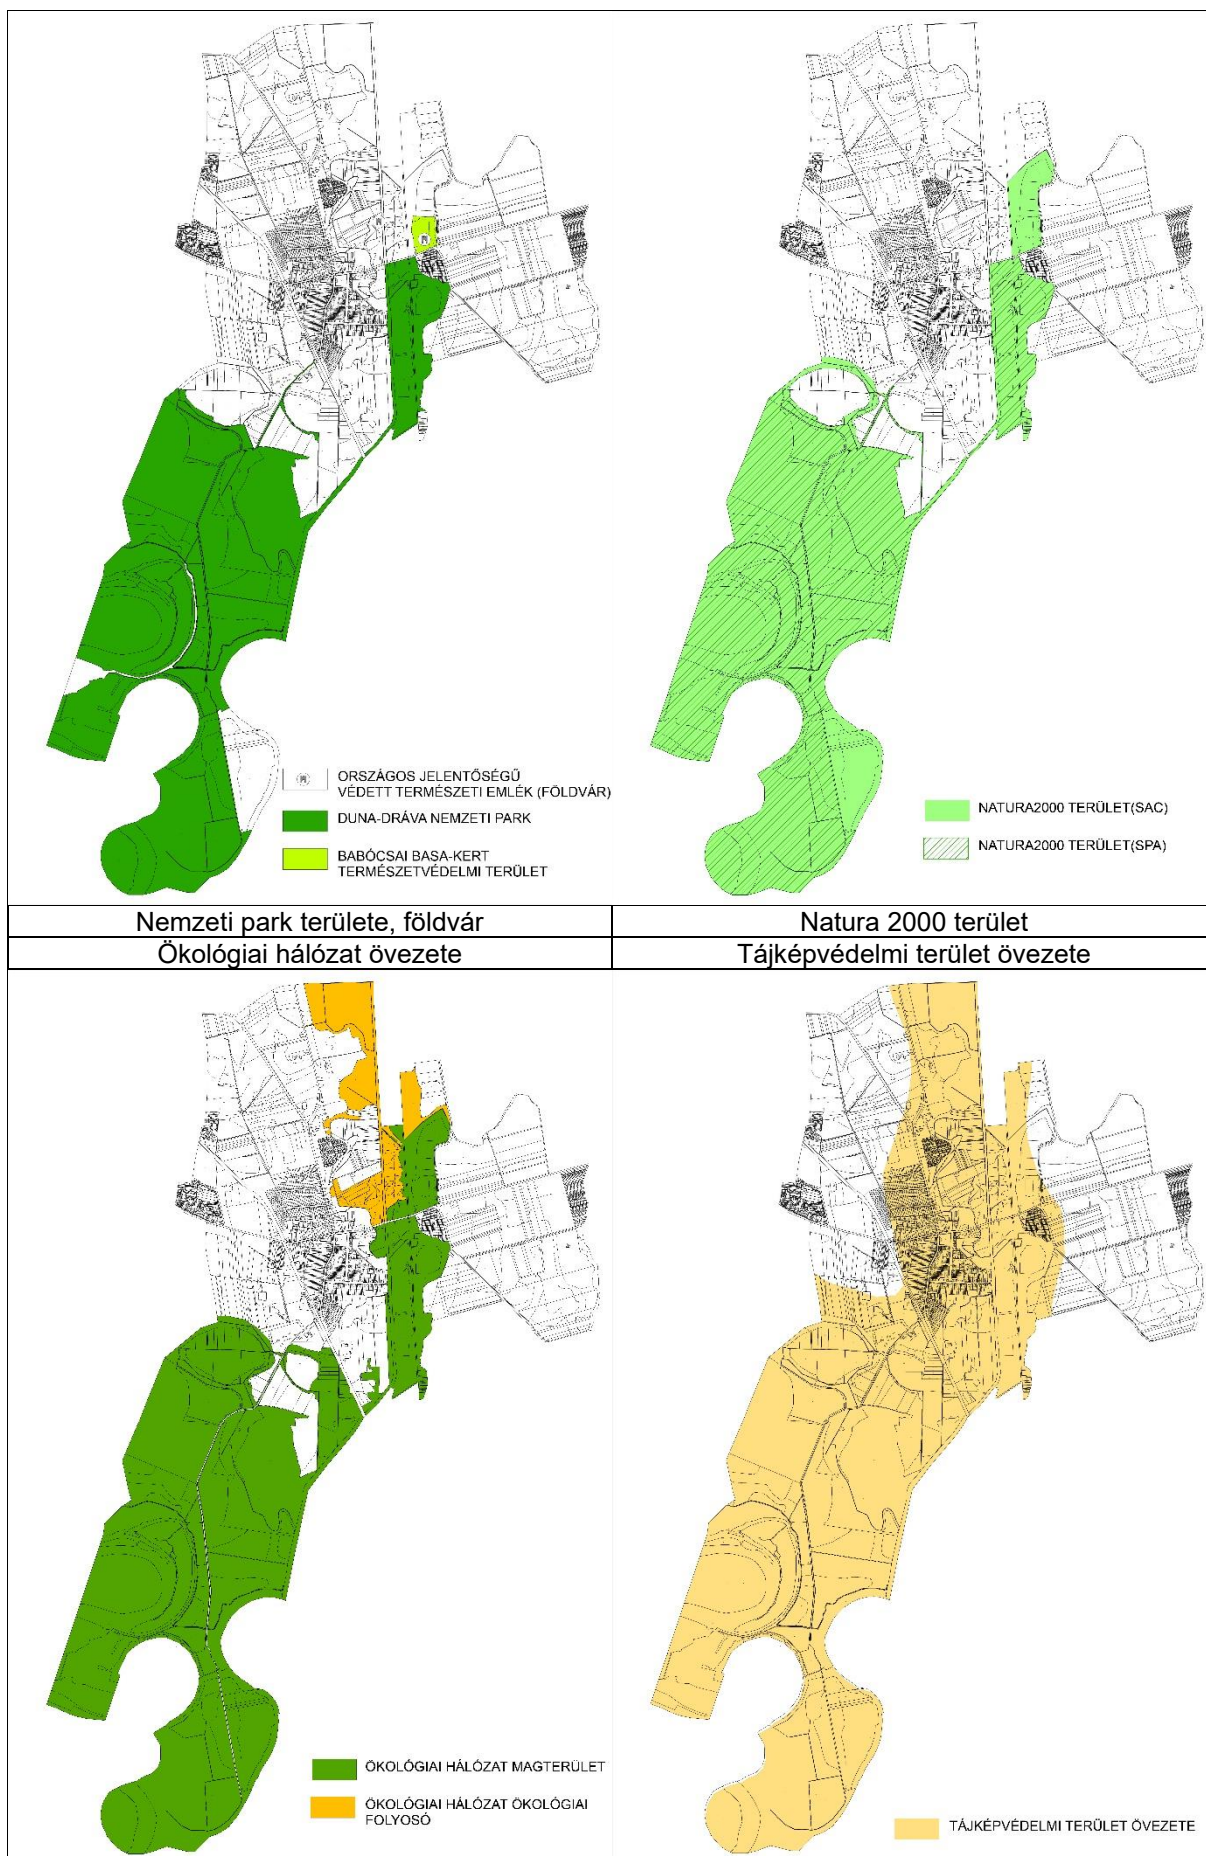 ORSZÁGOS JELENTŐSÉGŰ
VÉDETT TERMÉSZETI EMLÉK (FÖLDVÁR)
DUNA-DRÁVA NEMZETI PARK
BABÓCSAI BASA-KERT
TERMÉSZETVÉDELMI TERÜLET
NATURA2000 TERÜLET(SAC)
NATURA2000 TERÜLET(SPA)
Nemzeti park területe, földvár
Natura 2000 terület
Ökológiai hálózat övezete
Tájképvédelmi terület övezete
ÖKOLÓGIAI HÁLÓZAT MAGTERÜLET
ÖKOLÓGIAI HÁLÓZAT ÖKOLÓGIAI
FOLYOSÓ
TÁJKÉPVÉDELMI TERÜLET ÖVEZETE